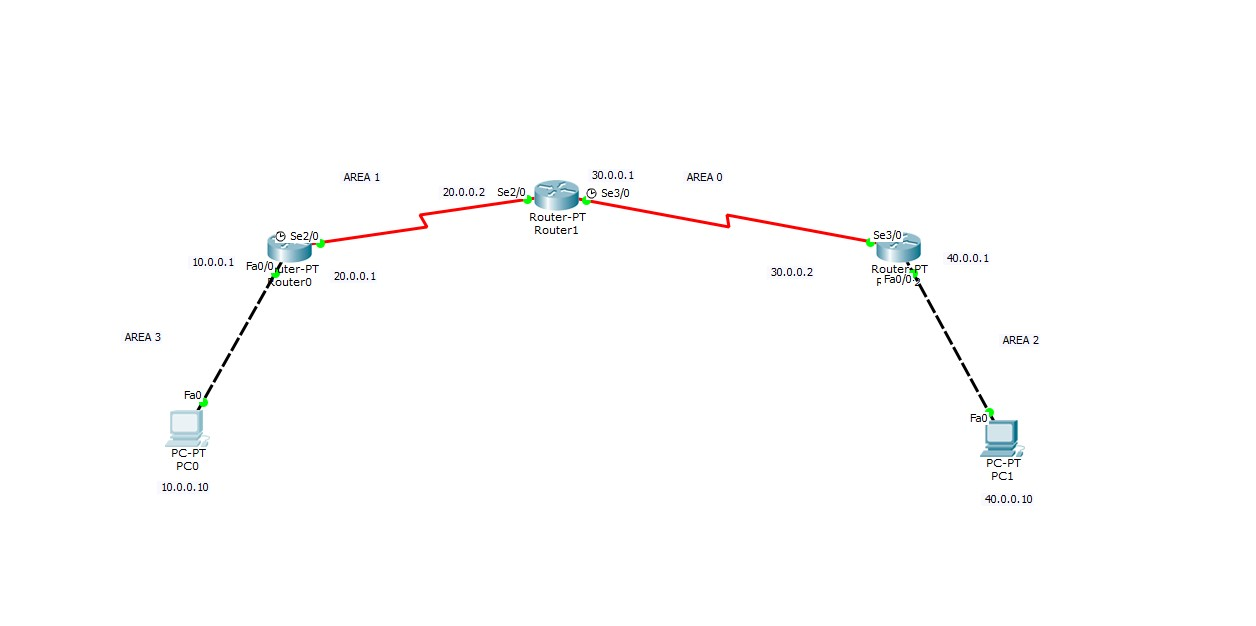 AREA 1
30.0.0.1
AREA 0
20.0.0.2
Se2/0
Se3/0
Router-PT
Router1
Se2/0
Se3/0
10.0.0.1
Fa0/0
20.0.0.1
Router0
30.0.0.2
Router-PT
Fa0/0
40.0.0.1
AREA 3
AREA 2
Fa0
Fa0
PC-PT
PC0
10.0.0.10
PC-PT
PC1
40.0.0.10